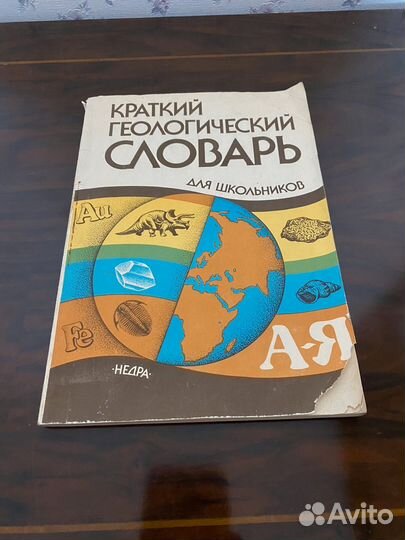 КРАТКИЙ
ГЕОЛОГИЧЕСКИЙ
СЛОВАРЬ
ДЛЯ ШКОЛЬНИКОВ
Au
Fe
А-Я
·НЕДРА·
Avito